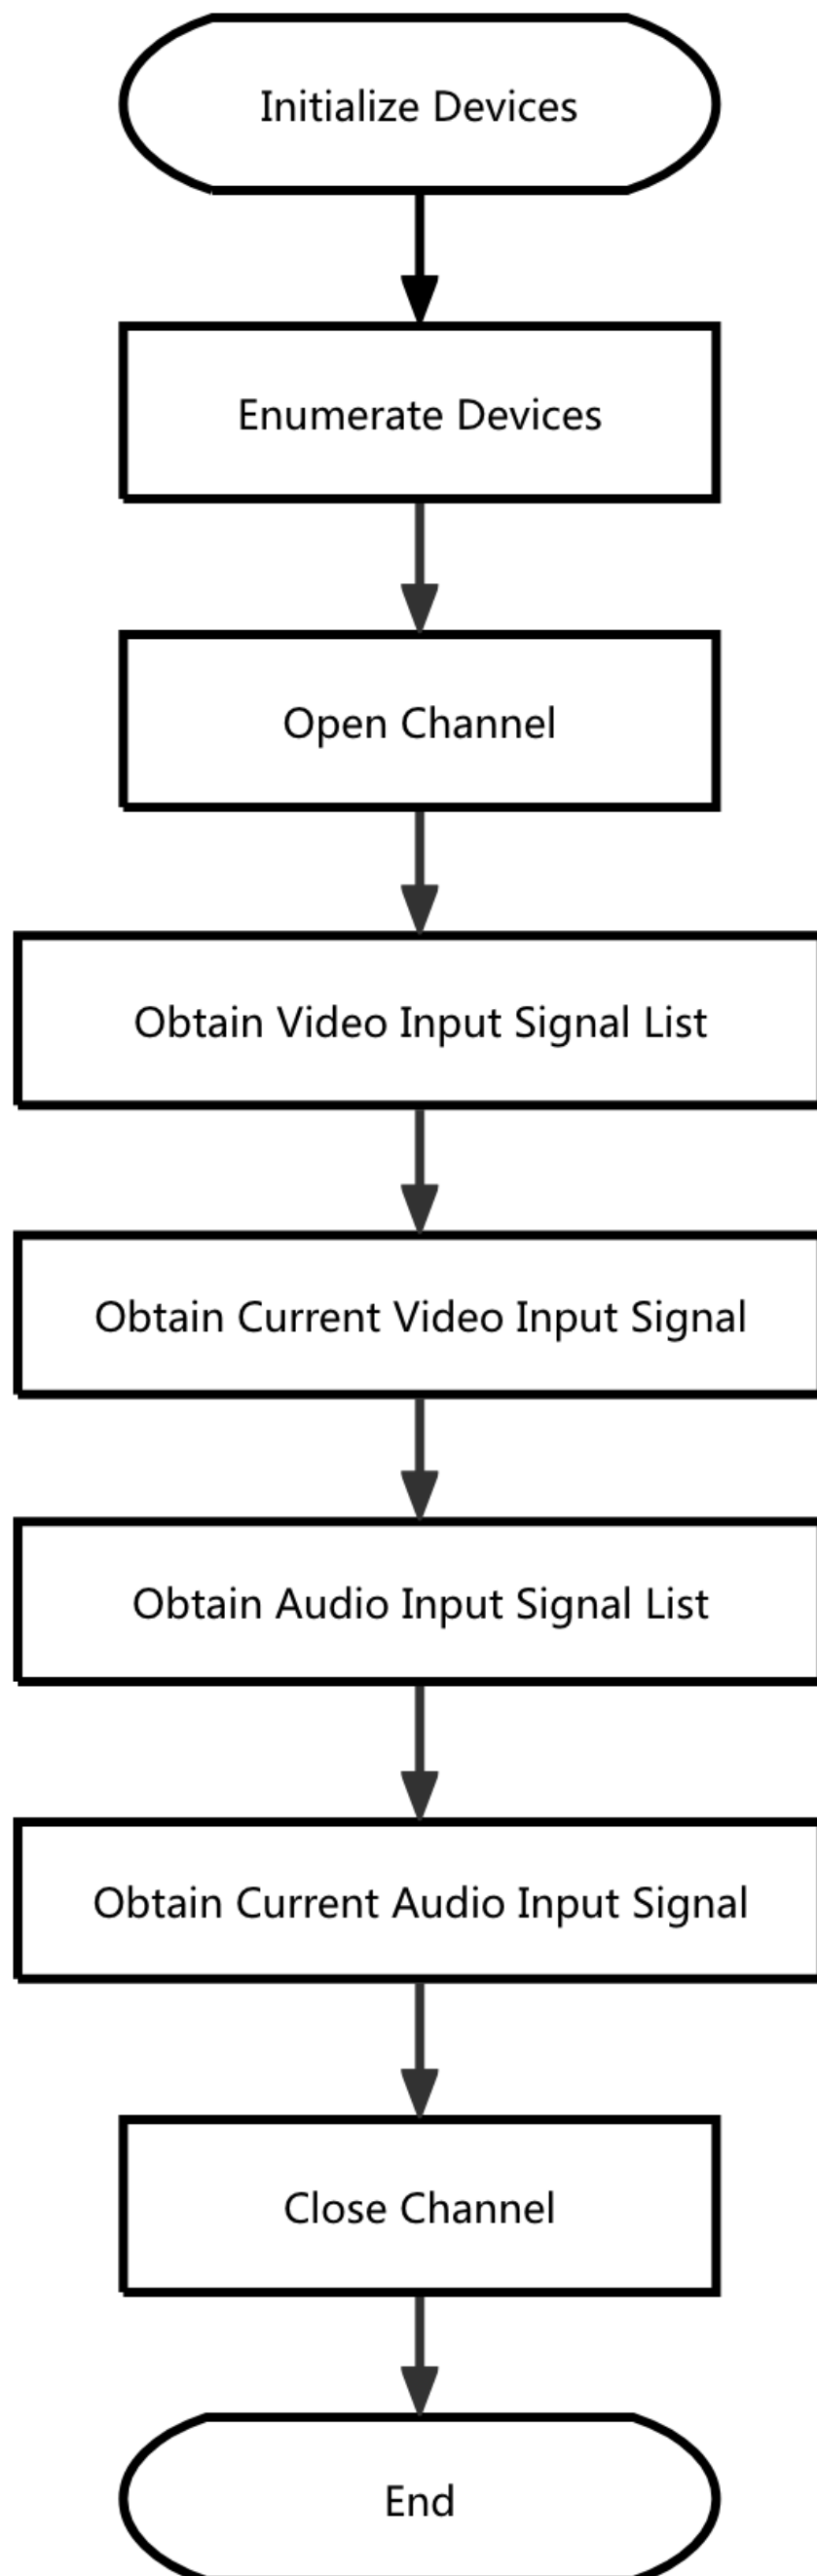 Initialize Devices
Enumerate Devices
Open Channel
Obtain Video Input Signal List
Obtain Current Video Input Signal
Obtain Audio Input Signal List
Obtain Current Audio Input Signal
Close Channel
End